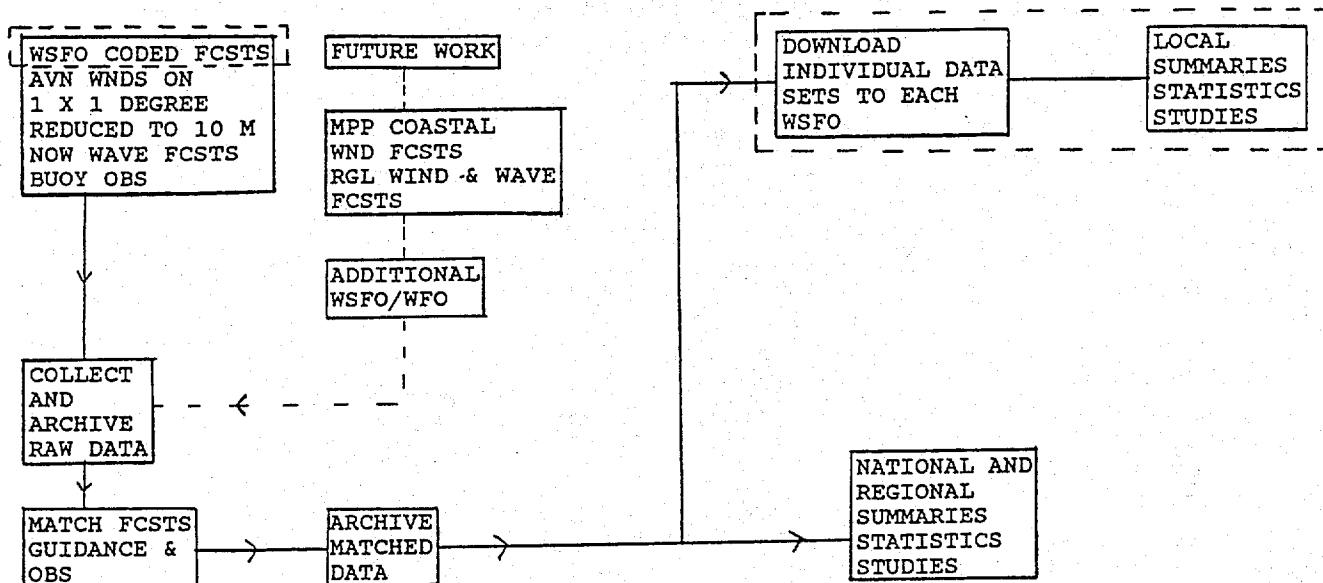 WSFO CODED FCSTS
AVN WNDS ON
1 X 1 DEGREE
REDUCED TO 10 M
NOW WAVE FCSTS
BUOY OBS
FUTURE WORK
MPP COASTAL
WND FCSTS
RGL WIND & WAVE
FCSTS
ADDITIONAL
WSFO/WFO
COLLECT
AND
ARCHIVE
RAW DATA
MATCH FCSTS
GUIDANCE &
OBS
ARCHIVE
MATCHED
DATA
DOWNLOAD
INDIVIDUAL DATA
SETS TO EACH
WSFO
LOCAL
SUMMARIES
STATISTICS
STUDIES
NATIONAL AND
REGIONAL
SUMMARIES
STATISTICS
STUDIES